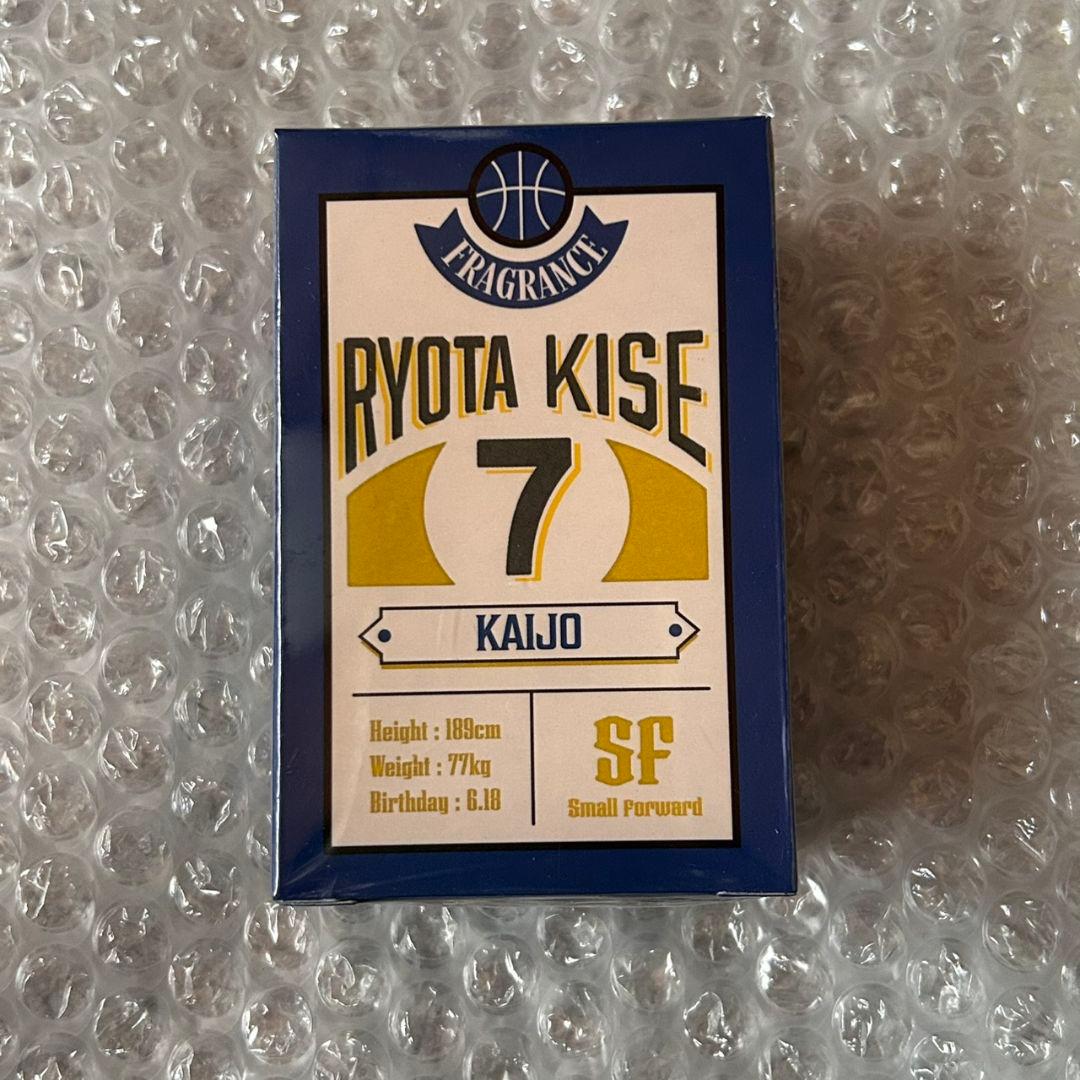 FRAGRANCE
RYOTA KISE
7
KAIJO
Height : 189cm
Weight : 77kg
Birthday : 6.18
SF
Small Forward